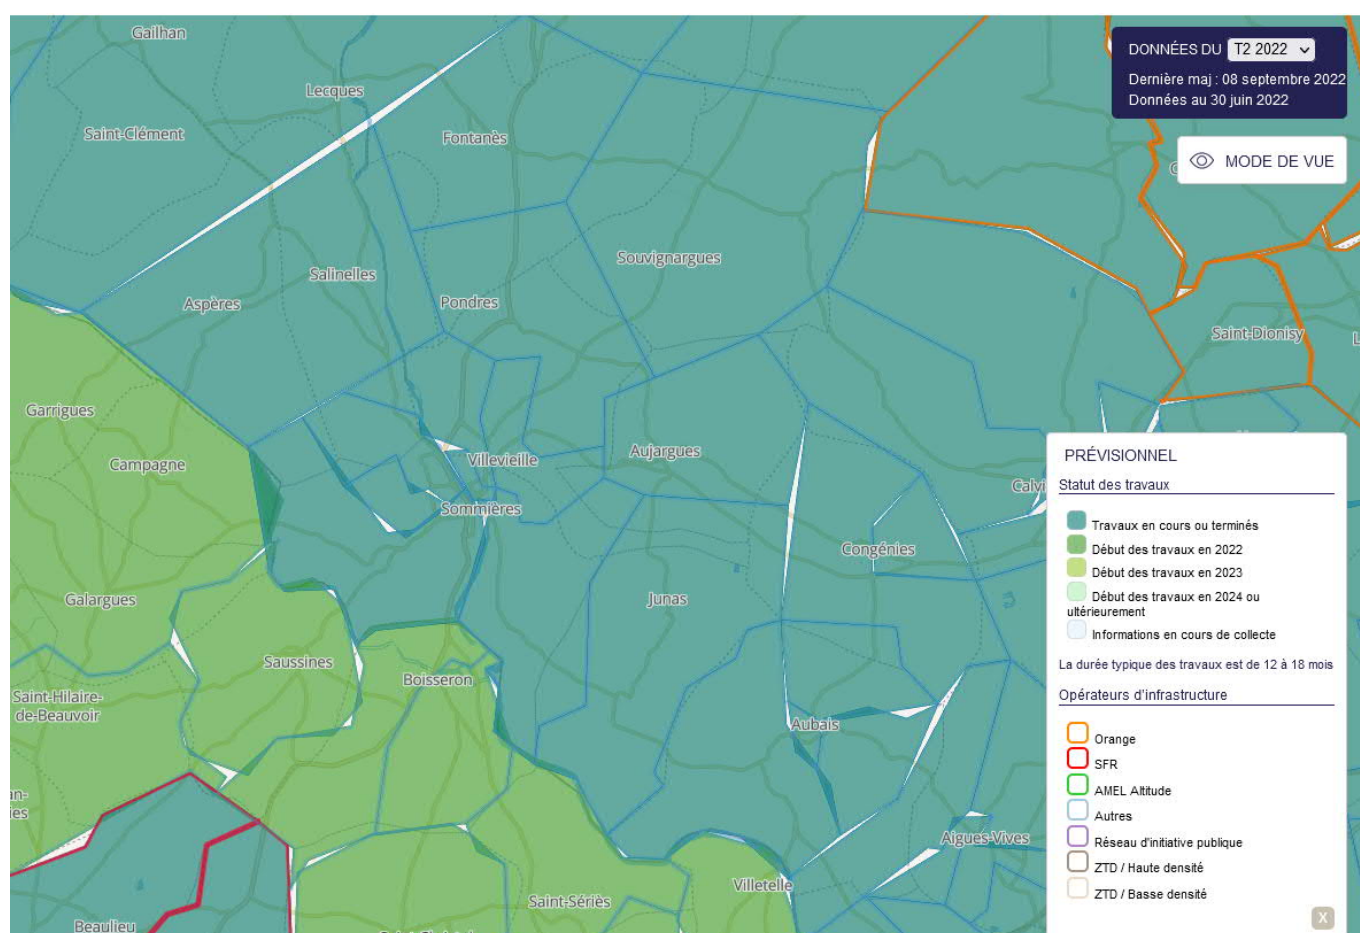 Gailhan
DONNÉES DU T2 2022
Dernière maj : 08 septembre 2022
Données au 30 juin 2022
Lecques
Saint-Clément
Fontanès
MODE DE VUE
Souvignargues
Salinelles
Aspères
Pondres
Saint-Dionisy
Garrigues
Campagne
Villevieille
Aujargues
Sommières
Calvi
Congénies
Galargues
Junas
Saussines
Boisseron
Saint-Hilaire-
de-Beauvoir
Aubais
an-
ies
Aigues-Vives
Villetelle
Saint-Sériès
Beaulieu
PRÉVISIONNEL
Statut des travaux
Travaux en cours ou terminés
Début des travaux en 2022
Début des travaux en 2023
Début des travaux en 2024 ou
ultérieurement
Informations en cours de collecte
La durée typique des travaux est de 12 à 18 mois
Opérateurs d'infrastructure
Orange
SFR
AMEL Altitude
Autres
Réseau d'initiative publique
ZTD / Haute densité
ZTD / Basse densité
X